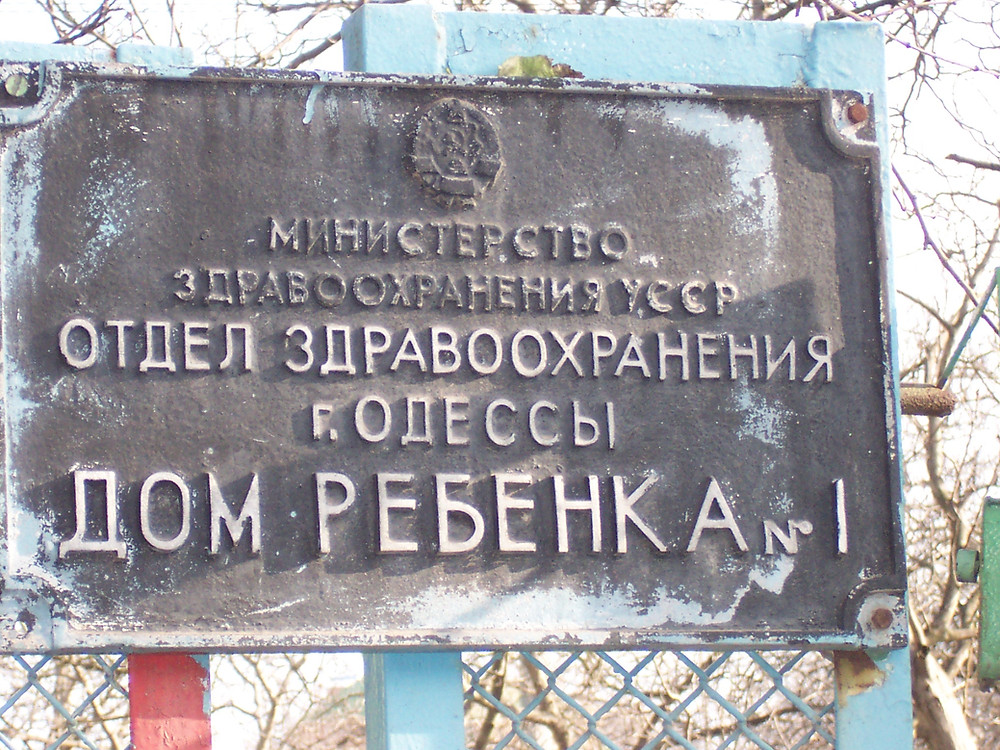 МИНИСТЕРСТВО
ЗДРАВООХРАНЕНИЯ УССР
ОТДЕЛ ЗДРАВООХРАНЕНИЯ
г. ОДЕССЫ
ДОМ РЕБЕНКА № 1